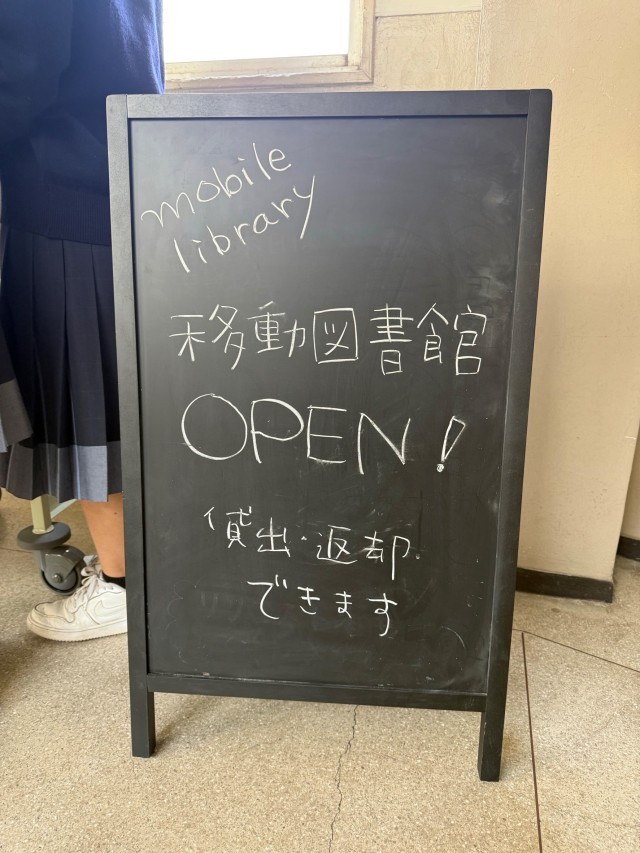 mobile
library
移動図書館
OPEN!
貸出・返却
できます